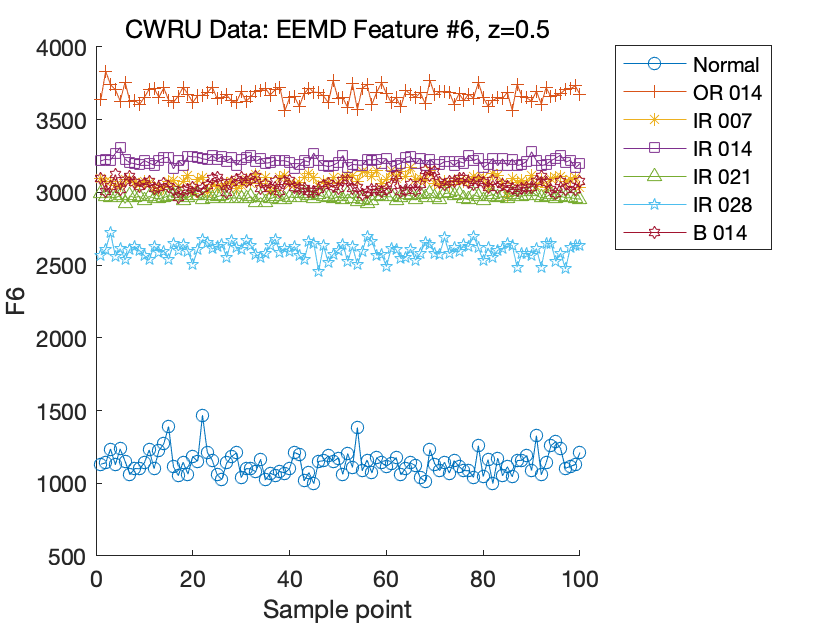 CWRU Data: EEMD Feature #6, z=0.5
4000
3500
3000
2500
2000
1500
1000
500
F6
0 20 40 60 80 100
Sample point
Normal
OR 014
IR 007
IR 014
IR 021
IR 028
B 014